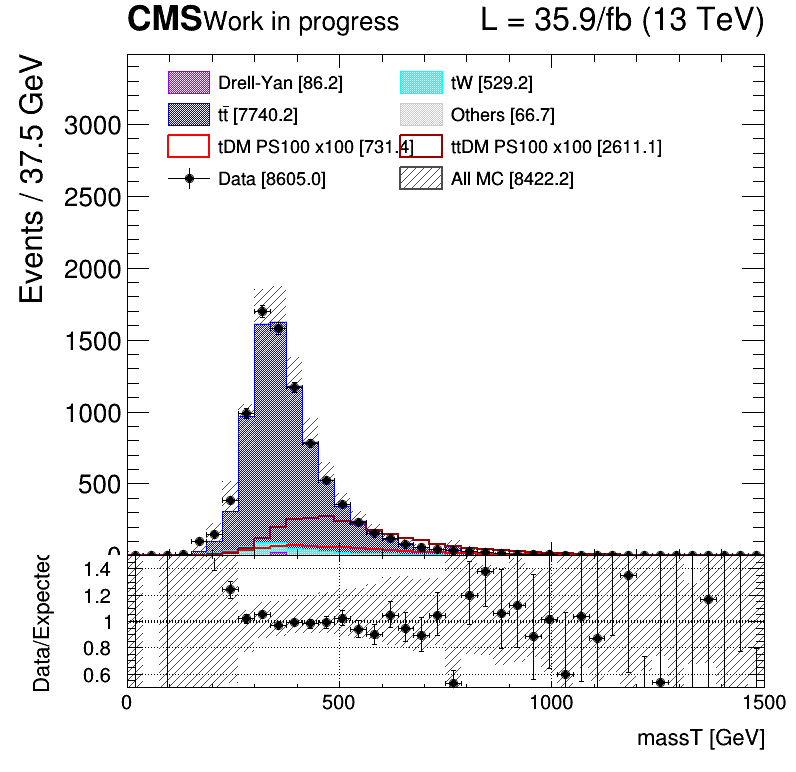 CMS Work in progress L = 35.9/fb (13 TeV)
Events / 37.5 GeV
Drell-Yan [86.2] tW [529.2]
tt̄ [7740.2] Others [66.7]
tDM PS100 x100 [731.4] ttDM PS100 x100 [2611.1]
Data [8605.0] All MC [8422.2]
3000
2500
2000
1500
1000
500
0
Data/Expected
1.4
1.2
1
0.8
0.6
0 500 1000 1500
massT [GeV]